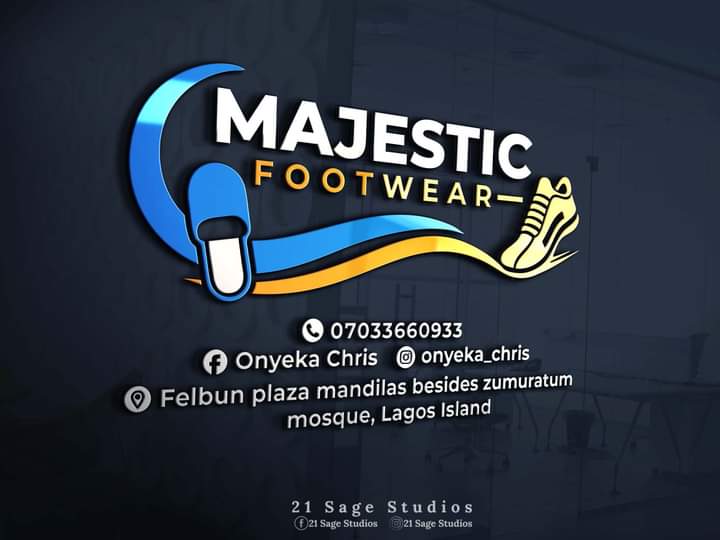 MAJESTIC
FOOTWEAR
07033660933
Onyeka Chris onyeka_chris
Felbun plaza mandilas besides zumuratum
mosque, Lagos Island
21 Sage Studios
21 Sage Studios 21 Sage Studios